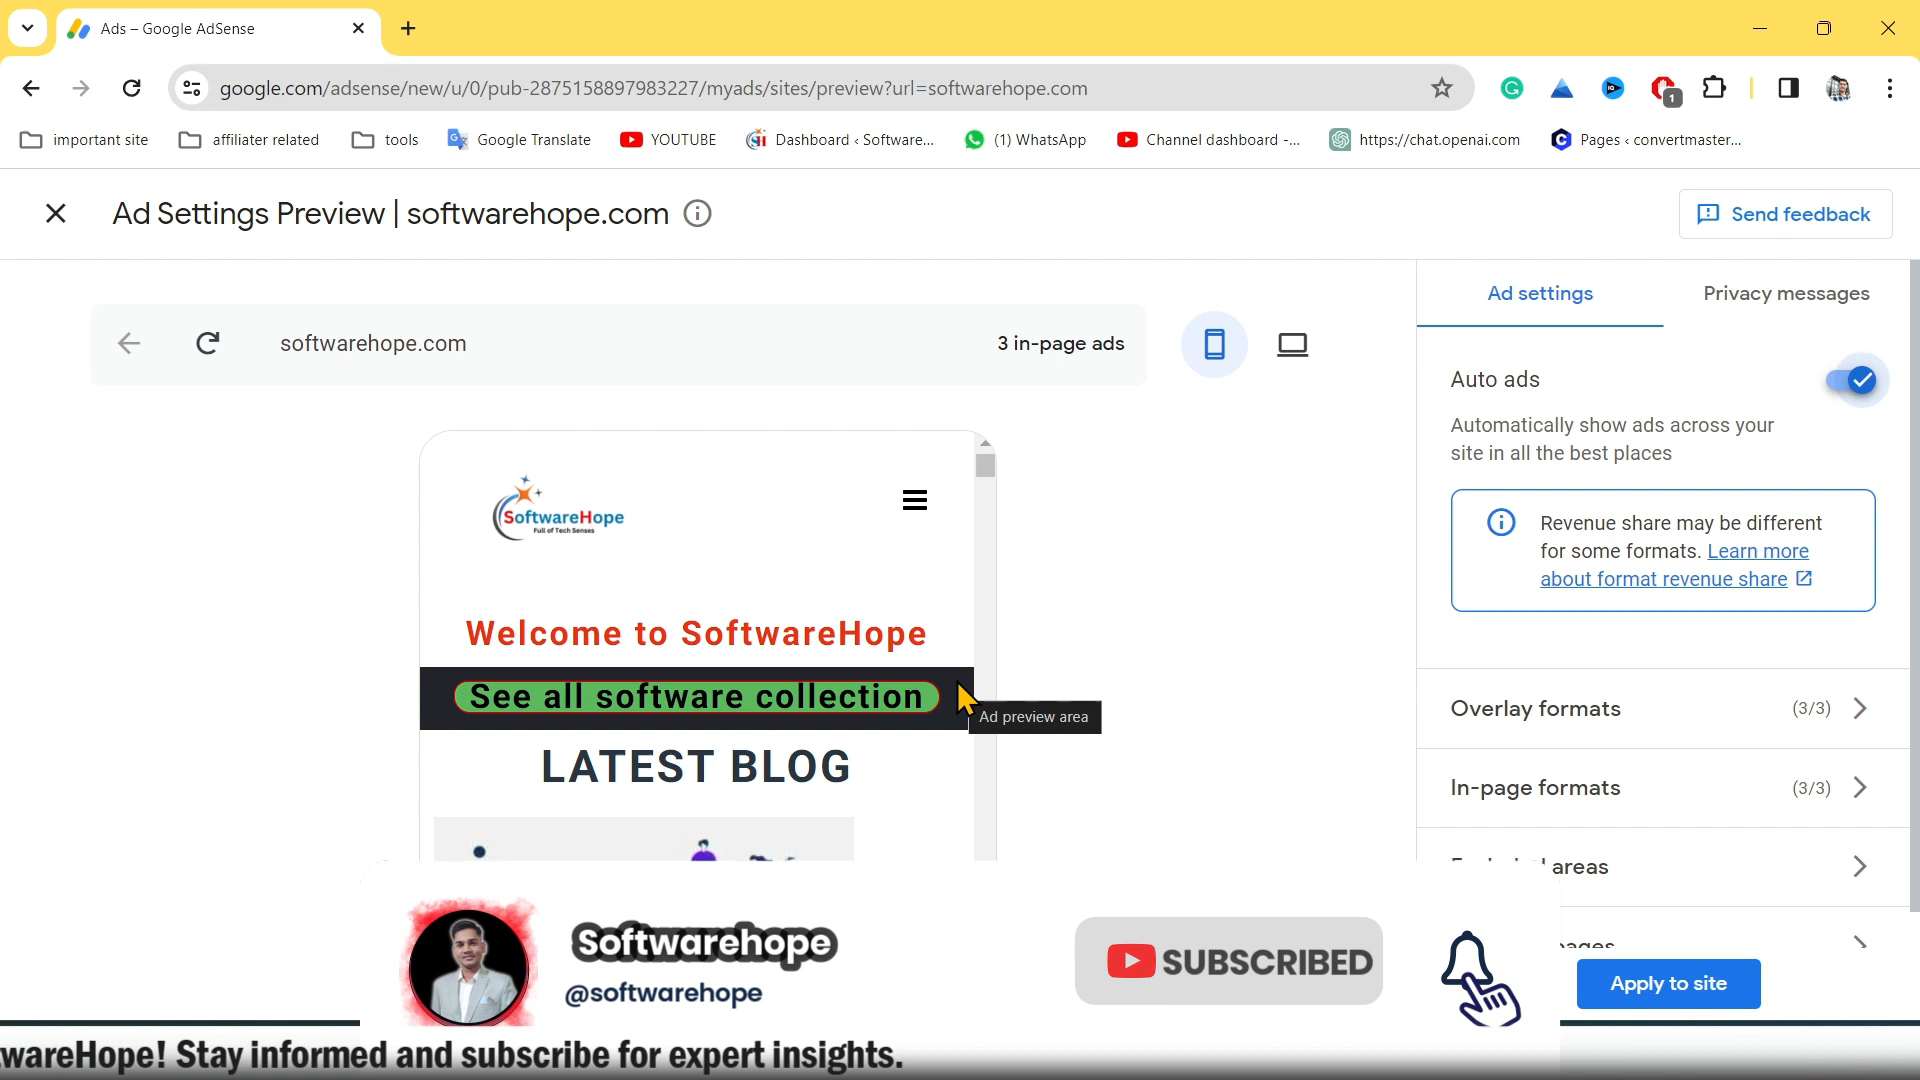 Ads – Google AdSense
google.com/adsense/new/u/0/pub-2875158897983227/myads/sites/preview?url=softwarehope.com
1
important site
affiliater related
tools
Google Translate
YOUTUBE
Dashboard ‹ Software...
(1) WhatsApp
Channel dashboard -...
https://chat.openai.com
Pages ‹ convertmaster...
Ad Settings Preview | softwarehope.com
Send feedback
softwarehope.com
3 in-page ads
Ad settings
Privacy messages
Auto ads
Automatically show ads across your
site in all the best places
Revenue share may be different
for some formats. Learn more
about format revenue share
SoftwareHope
Full of Tech Senses
Welcome to SoftwareHope
See all software collection
Ad preview area
LATEST BLOG
Overlay formats (3/3)
In-page formats (3/3)
areas
Softwarehope
@softwarehope
SUBSCRIBED
Apply to site
wareHope! Stay informed and subscribe for expert insights.